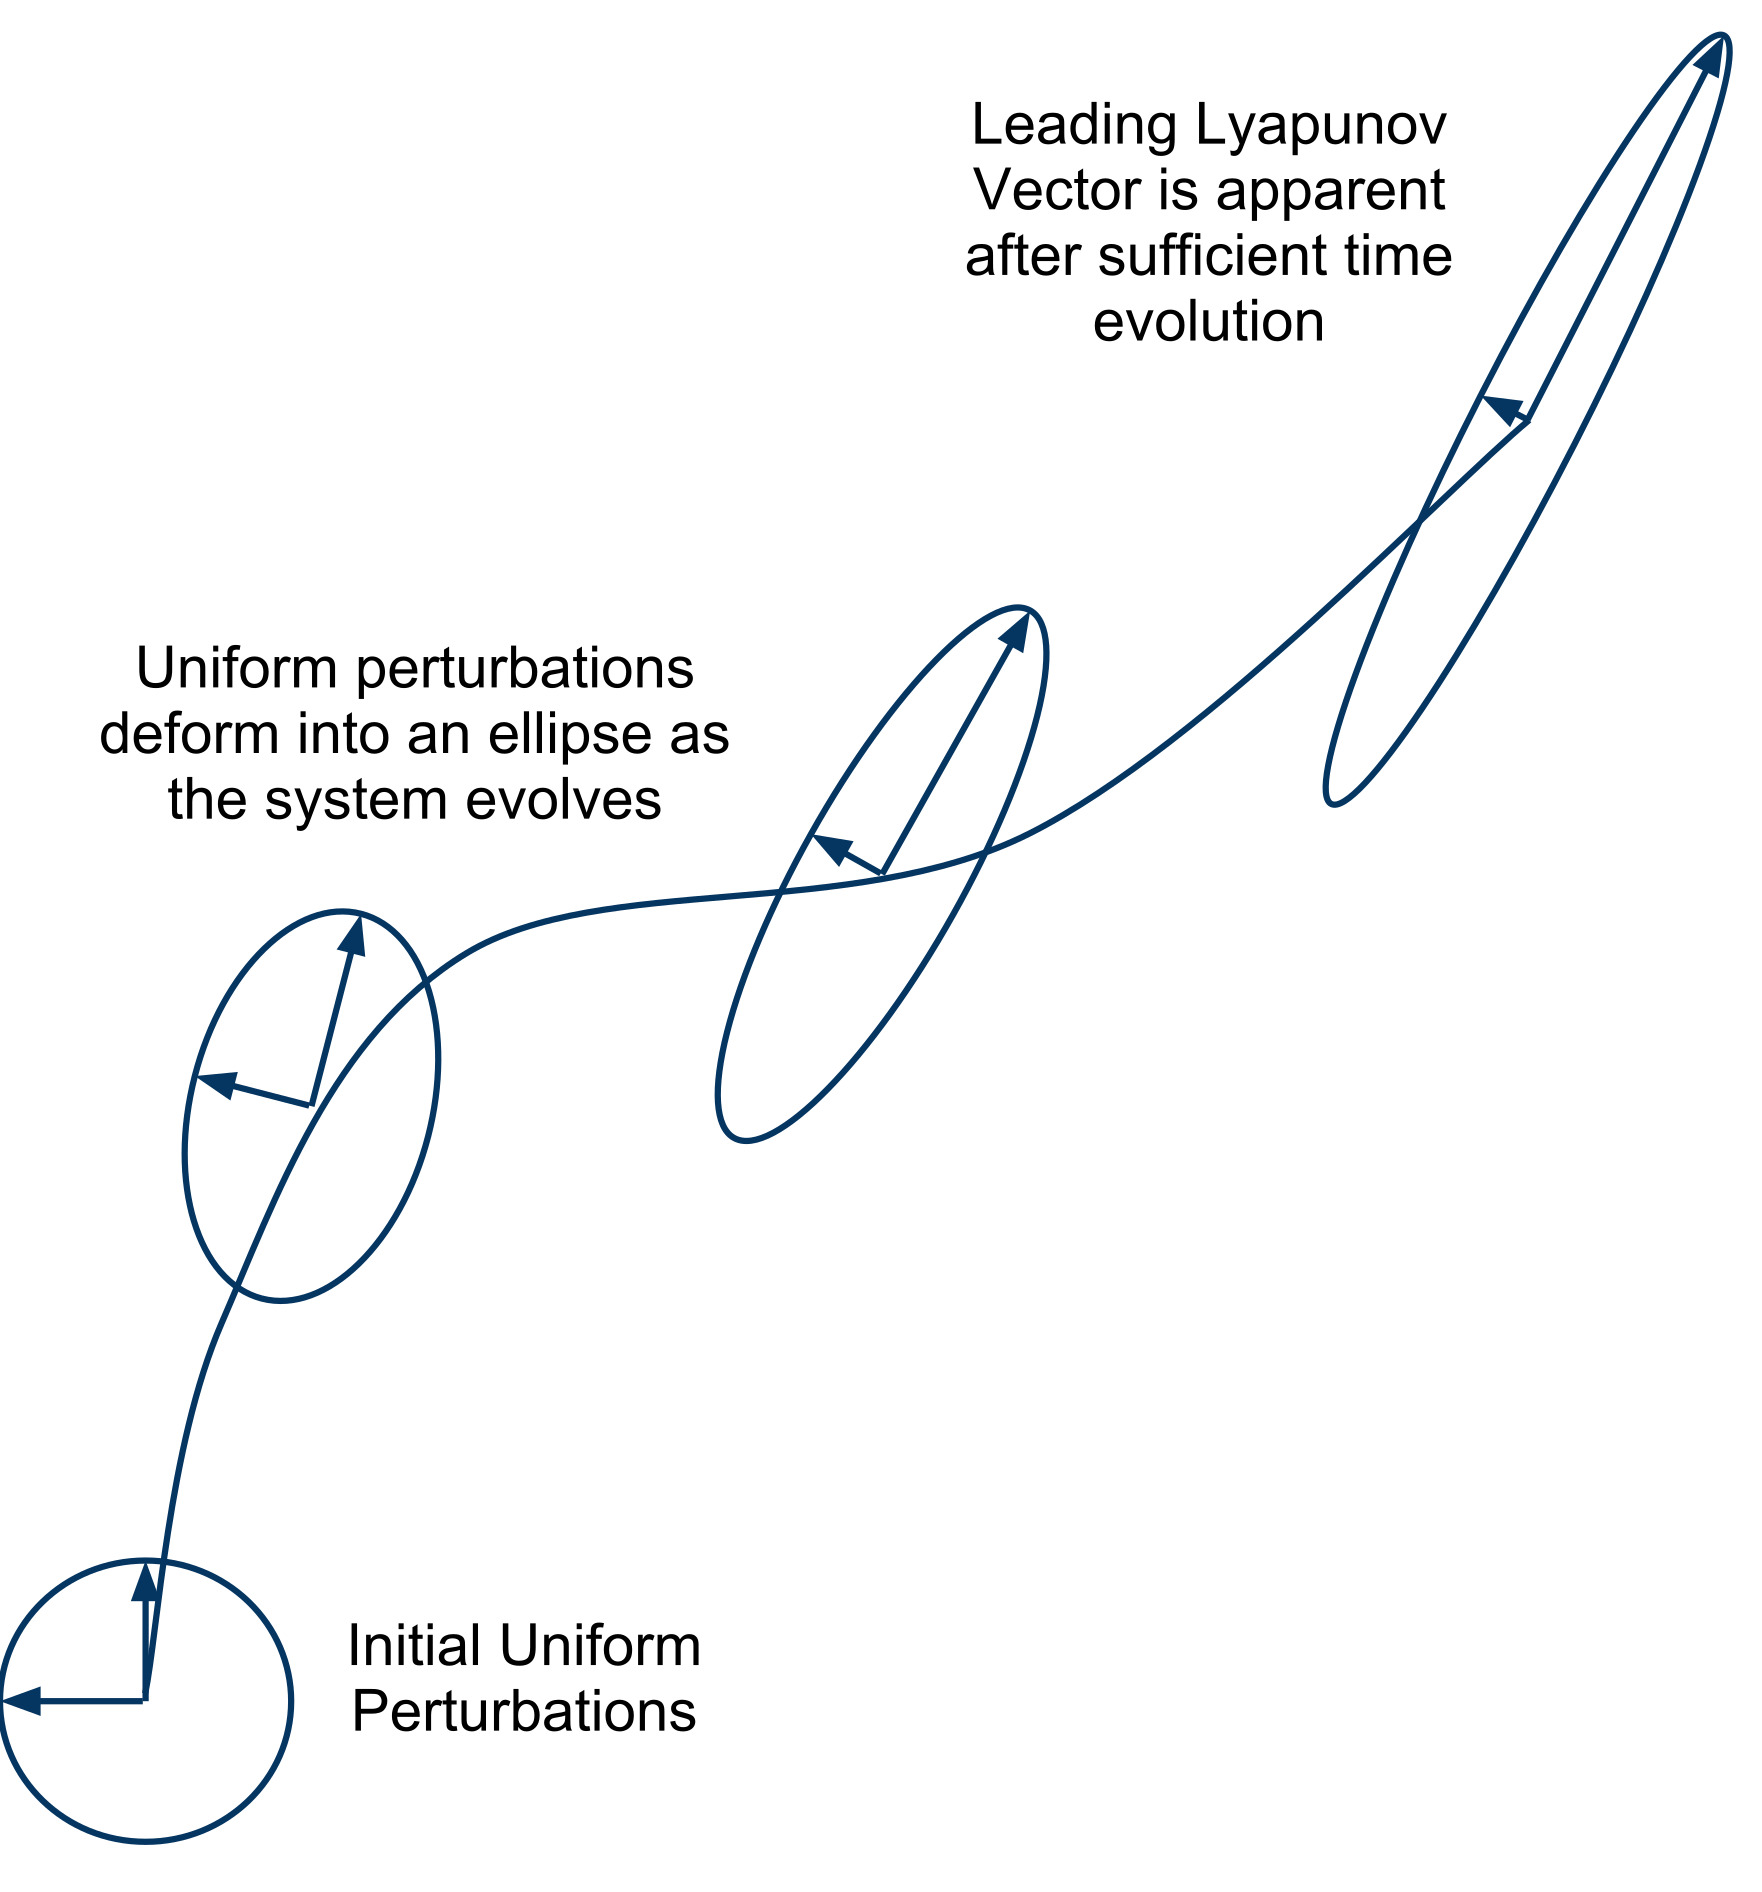 Leading Lyapunov
Vector is apparent
after sufficient time
evolution
Uniform perturbations
deform into an ellipse as
the system evolves
Initial Uniform
Perturbations